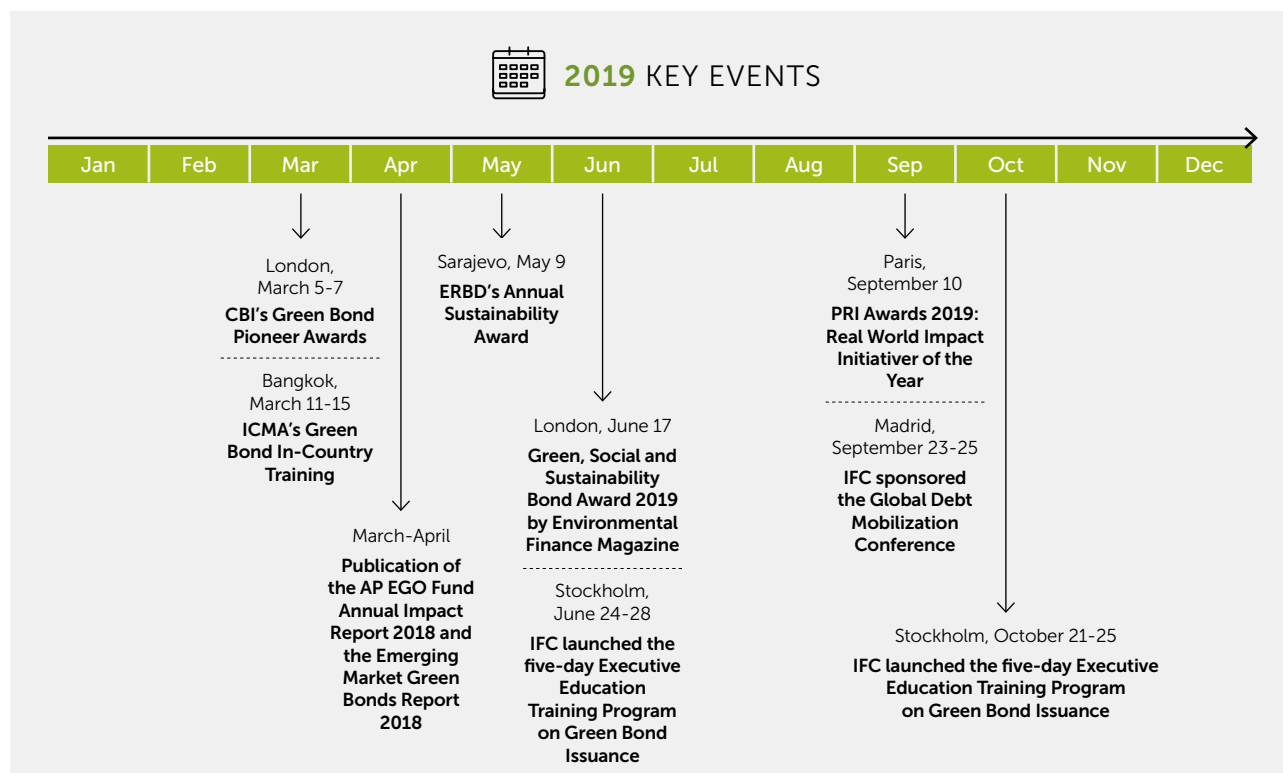 2019 KEY EVENTS
Jan
Feb
Mar
Apr
May
Jun
Jul
Aug
Sep
Oct
Nov
Dec
London,
March 5-7
CBI's Green Bond
Pioneer Awards
Bangkok,
March 11-15
ICMA's Green
Bond In-Country
Training
March-April
Publication of
the AP EGO Fund
Annual Impact
Report 2018 and
the Emerging
Market Green
Bonds Report
2018
Sarajevo, May 9
ERBD's Annual
Sustainability
Award
London, June 17
Green, Social and
Sustainability
Bond Award 2019
by Environmental
Finance Magazine
Stockholm,
June 24-28
IFC launched the
five-day Executive
Education
Training Program
on Green Bond
Issuance
Paris,
September 10
PRI Awards 2019:
Real World Impact
Initiativer of the
Year
Madrid,
September 23-25
IFC sponsored
the Global Debt
Mobilization
Conference
Stockholm, October 21-25
IFC launched the five-day Executive
Education Training Program
on Green Bond Issuance